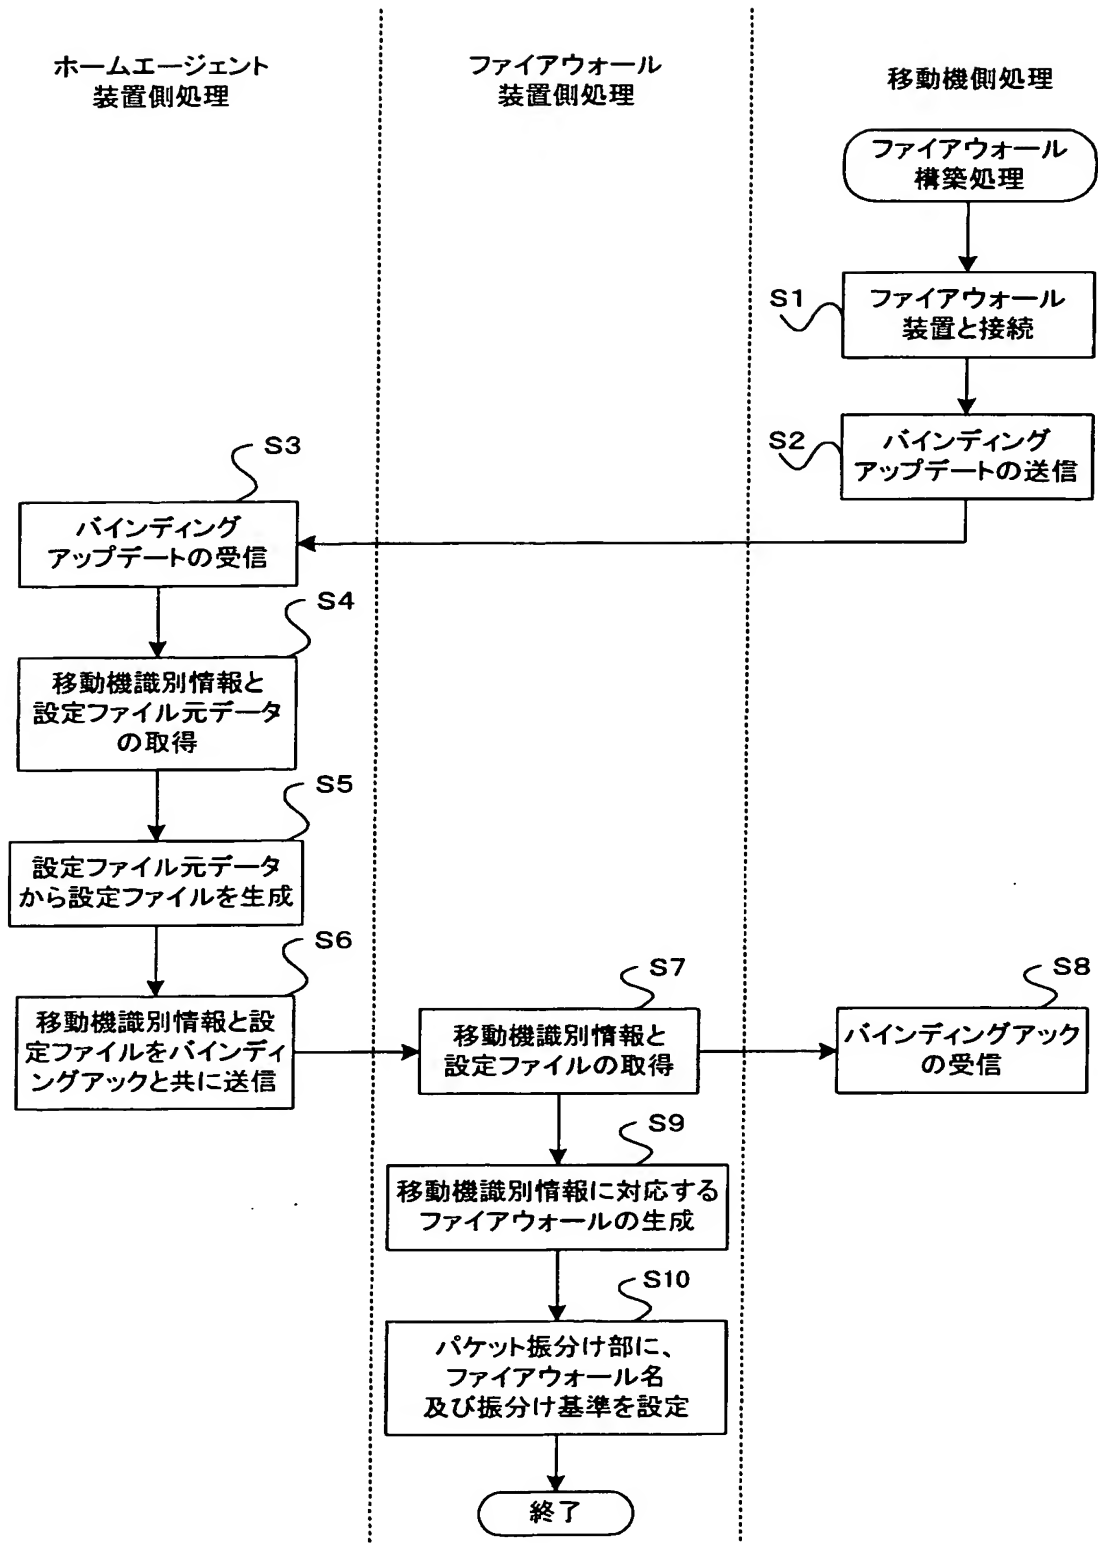 ホームエージェント
装置側処理
ファイアウォール
装置側処理
移動機側処理
ファイアウォール
構築処理
S1
ファイアウォール
装置と接続
S2
バインディング
アップデートの送信
S3
バインディング
アップデートの受信
S4
移動機識別情報と
設定ファイル元データ
の取得
S5
設定ファイル元データ
から設定ファイルを生成
S6
移動機識別情報と設
定ファイルをバインディ
ングアックと共に送信
S7
移動機識別情報と
設定ファイルの取得
S8
バインディングアック
の受信
S9
移動機識別情報に対応する
ファイアウォールの生成
S10
パケット振分け部に、
ファイアウォール名
及び振分け基準を設定
終了